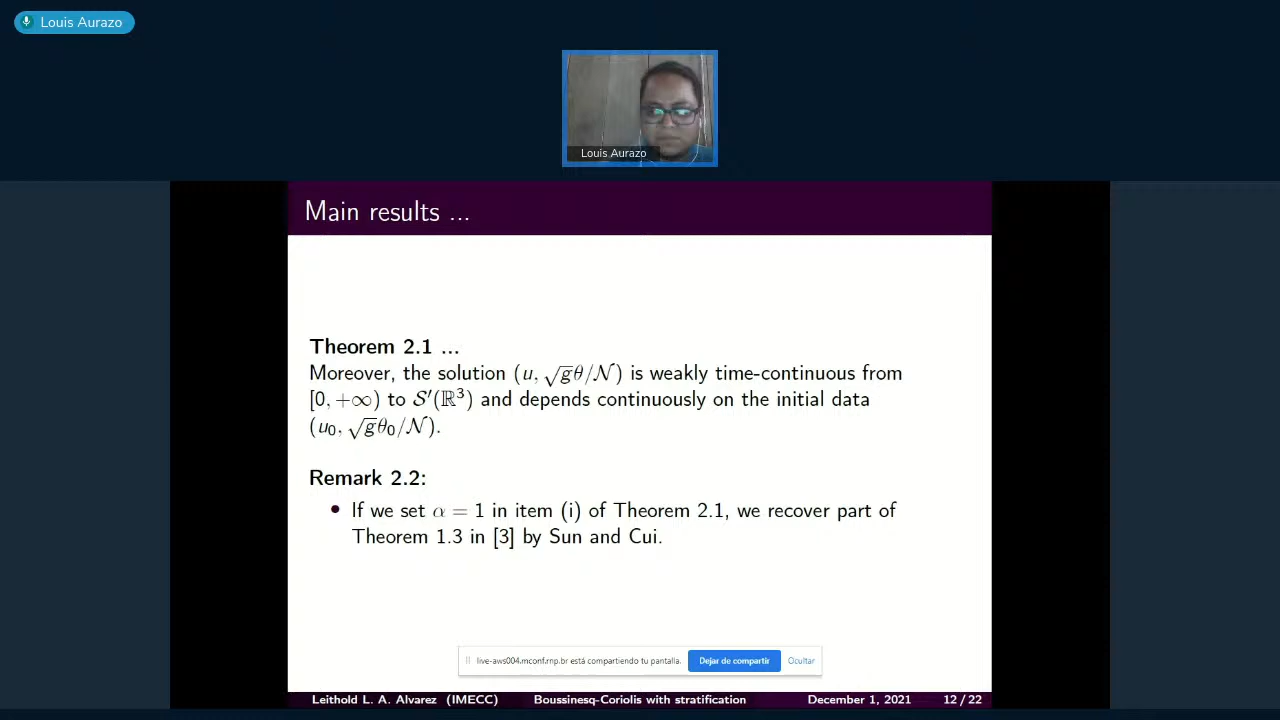 Louis Aurazo
Louis Aurazo
Main results ...
Theorem 2.1 ...
Moreover, the solution (u, √gθ/𝒩) is weakly time-continuous from
[0, +∞) to 𝒮′(ℝ³) and depends continuously on the initial data
(u₀, √gθ₀/𝒩).
Remark 2.2:
• If we set α = 1 in item (i) of Theorem 2.1, we recover part of
Theorem 1.3 in [3] by Sun and Cui.
live-aws004.mconf.rnp.br está compartiendo tu pantalla.
Dejar de compartir
Ocultar
Leithold L. A. Alvarez (IMECC) Boussinesq-Coriolis with stratification December 1, 2021 12 / 22